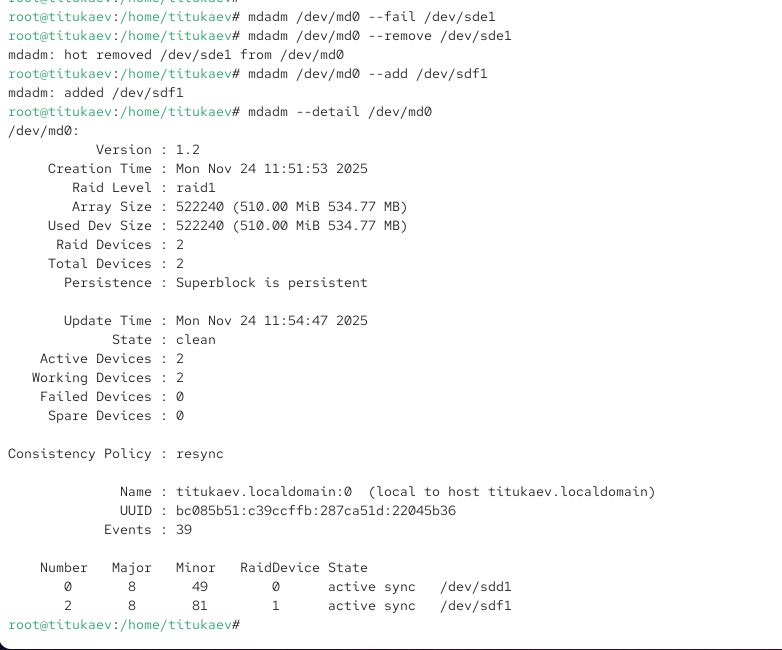 root@titukaev:/home/titukaev# mdadm /dev/md0 --fail /dev/sde1
root@titukaev:/home/titukaev# mdadm /dev/md0 --remove /dev/sde1
mdadm: hot removed /dev/sde1 from /dev/md0
root@titukaev:/home/titukaev# mdadm /dev/md0 --add /dev/sdf1
mdadm: added /dev/sdf1
root@titukaev:/home/titukaev# mdadm --detail /dev/md0
/dev/md0:
           Version : 1.2
     Creation Time : Mon Nov 24 11:51:53 2025
        Raid Level : raid1
        Array Size : 522240 (510.00 MiB 534.77 MB)
     Used Dev Size : 522240 (510.00 MiB 534.77 MB)
      Raid Devices : 2
     Total Devices : 2
       Persistence : Superblock is persistent

       Update Time : Mon Nov 24 11:54:47 2025
             State : clean
    Active Devices : 2
   Working Devices : 2
    Failed Devices : 0
     Spare Devices : 0

Consistency Policy : resync

              Name : titukaev.localdomain:0  (local to host titukaev.localdomain)
              UUID : bc085b51:c39ccffb:287ca51d:22045b36
            Events : 39

    Number   Major   Minor   RaidDevice State
       0       8       49        0      active sync   /dev/sdd1
       2       8       81        1      active sync   /dev/sdf1
root@titukaev:/home/titukaev#